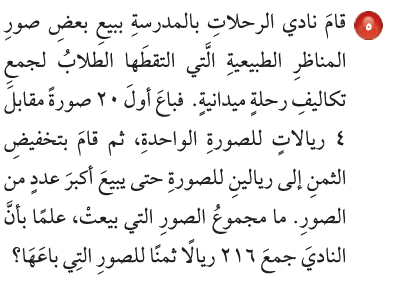 ٥ قامَ نادي الرحلاتِ بالمدرسةِ ببيعِ بعضِ صورِ
المناظرِ الطبيعيةِ الَّتي التقطَها الطلابُ لجمعِ
تكاليفِ رحلةٍ ميدانيةٍ. فباعَ أولَ ٢٠ صورةً مقابلَ
٤ ريالاتٍ للصورةِ الواحدةِ، ثم قامَ بتخفيضِ
الثمنِ إلى ريالينِ للصورةِ حتى يبيعَ أكبرَ عددٍ من
الصورِ. ما مجموعُ الصورِ التي بيعتْ، علمًا بأنَّ
الناديَ جمعَ ٢١٦ ريالًا ثمنًا للصورِ التِي باعَهَا؟